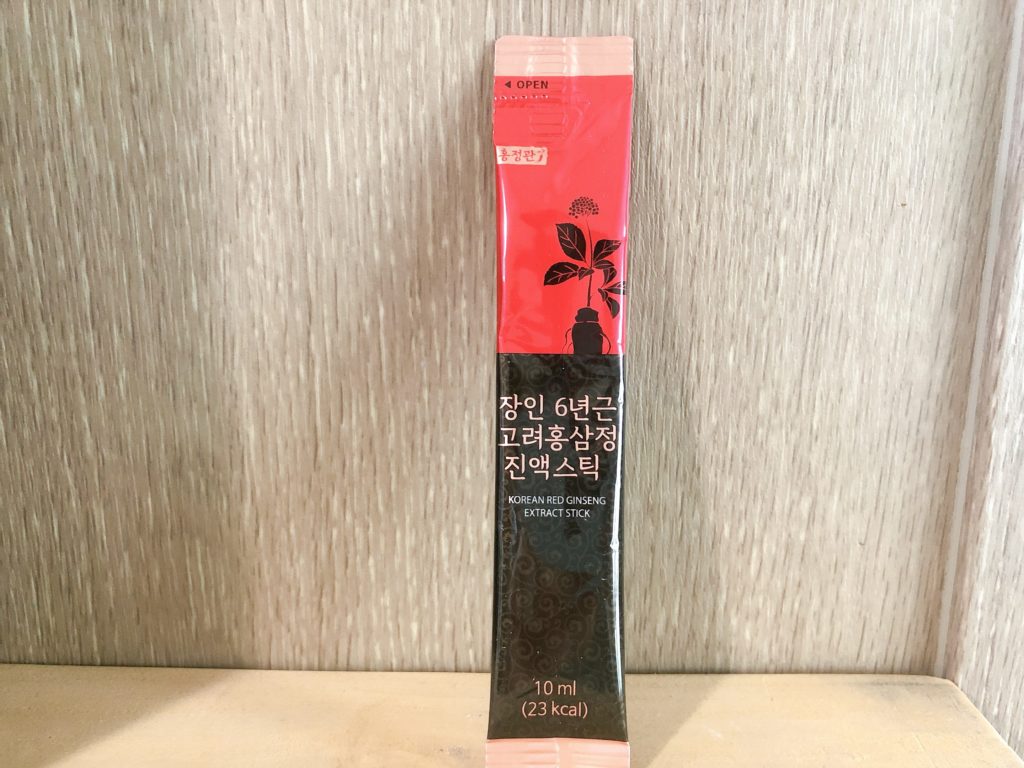 ◀ OPEN
홍정관
장인 6년근
고려홍삼정
진액스틱
KOREAN RED GINSENG
EXTRACT STICK
10 ml
(23 kcal)